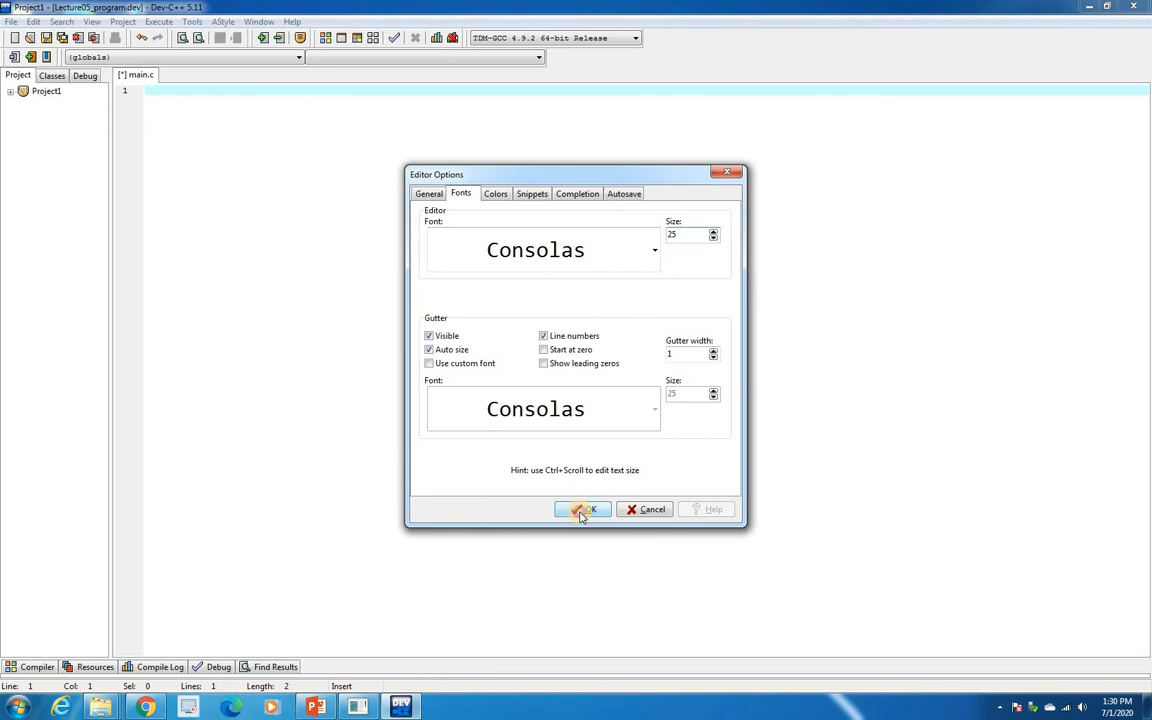 Project1 - [Lecture05_program.dev] - Dev-C++ 5.11
File Edit Search View Project Execute Tools AStyle Window Help
TDM-GCC 4.9.2 64-bit Release
(globals)
Project Classes Debug [*] main.c
Project1
1
Editor Options
General Fonts Colors Snippets Completion Autosave
Editor
Font: Size:
Consolas 25
Gutter
Visible Line numbers
Auto size Start at zero
Use custom font Show leading zeros
Gutter width:
1
Font: Size:
Consolas 25
Hint: use Ctrl+Scroll to edit text size
OK Cancel Help
Compiler Resources Compile Log Debug Find Results
Line: 1 Col: 1 Sel: 0 Lines: 1 Length: 2 Insert
DEV
1:30 PM
7/1/2020